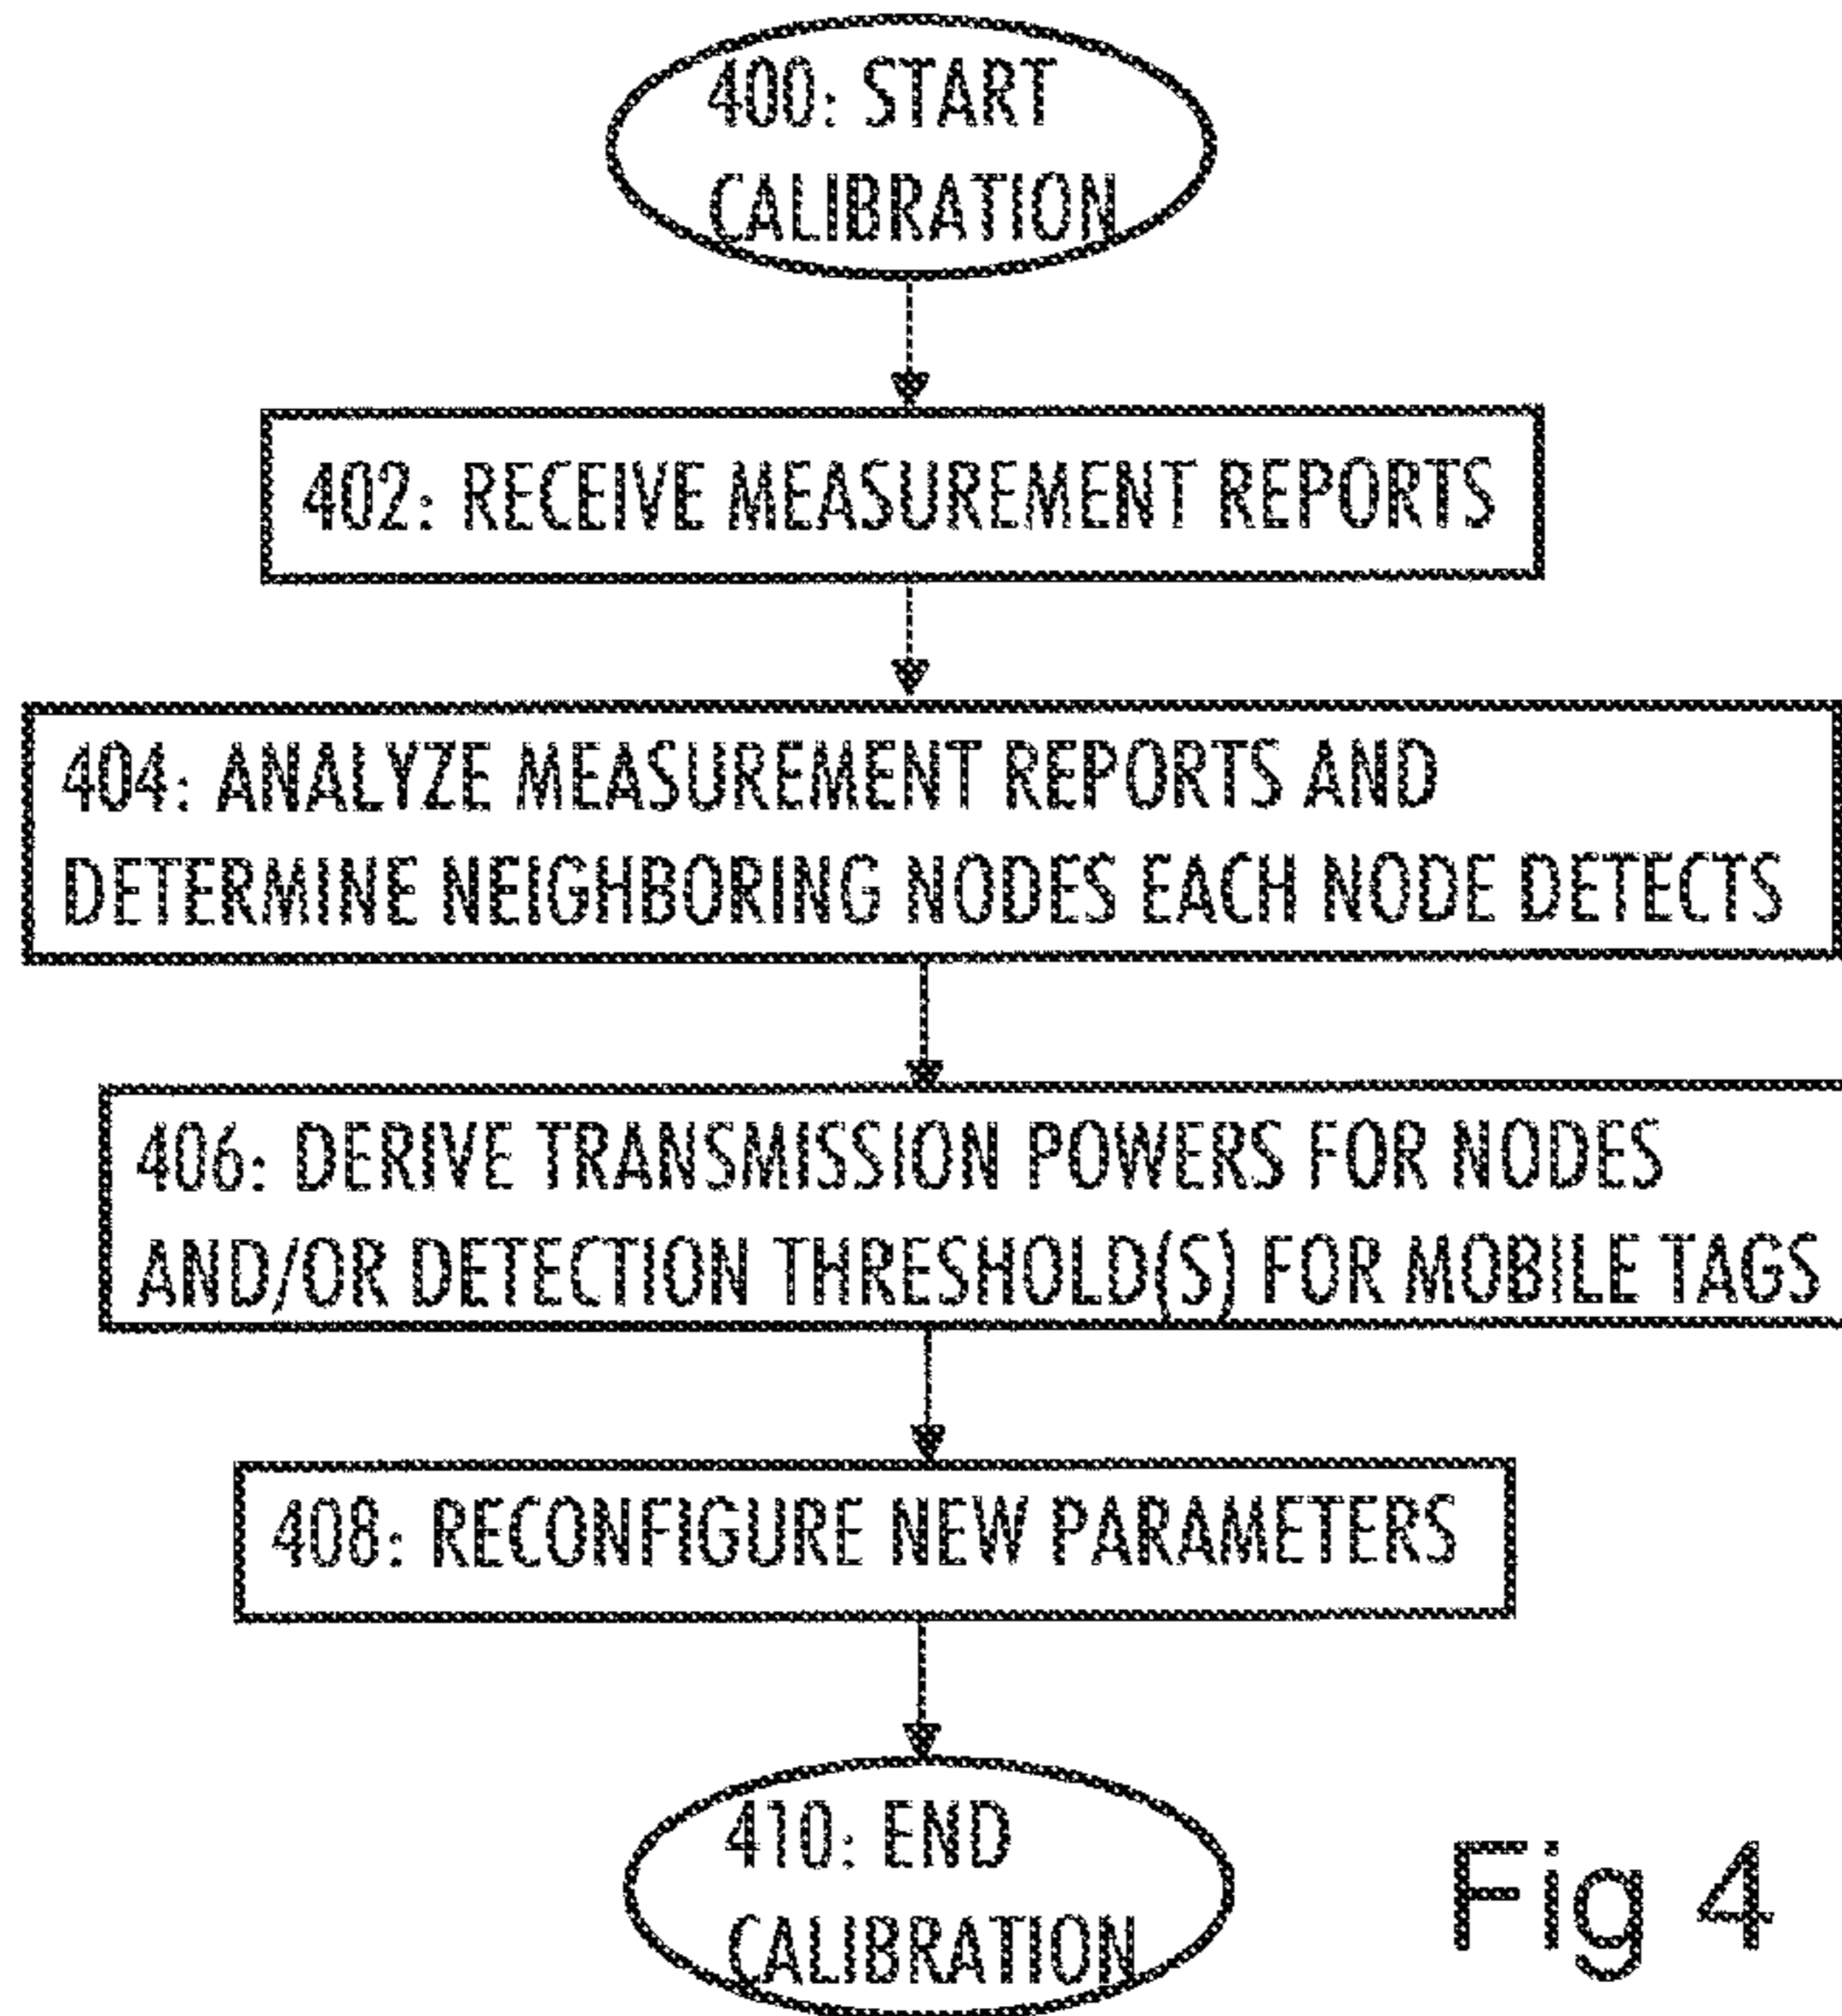 400: START
CALIBRATION
402: RECEIVE MEASUREMENT REPORTS
404: ANALYZE MEASUREMENT REPORTS AND
DETERMINE NEIGHBORING NODES EACH NODE DETECTS
406: DERIVE TRANSMISSION POWERS FOR NODES
AND/OR DETECTION THRESHOLD(S) FOR MOBILE TAGS
408: RECONFIGURE NEW PARAMETERS
410: END
CALIBRATION
Fig 4